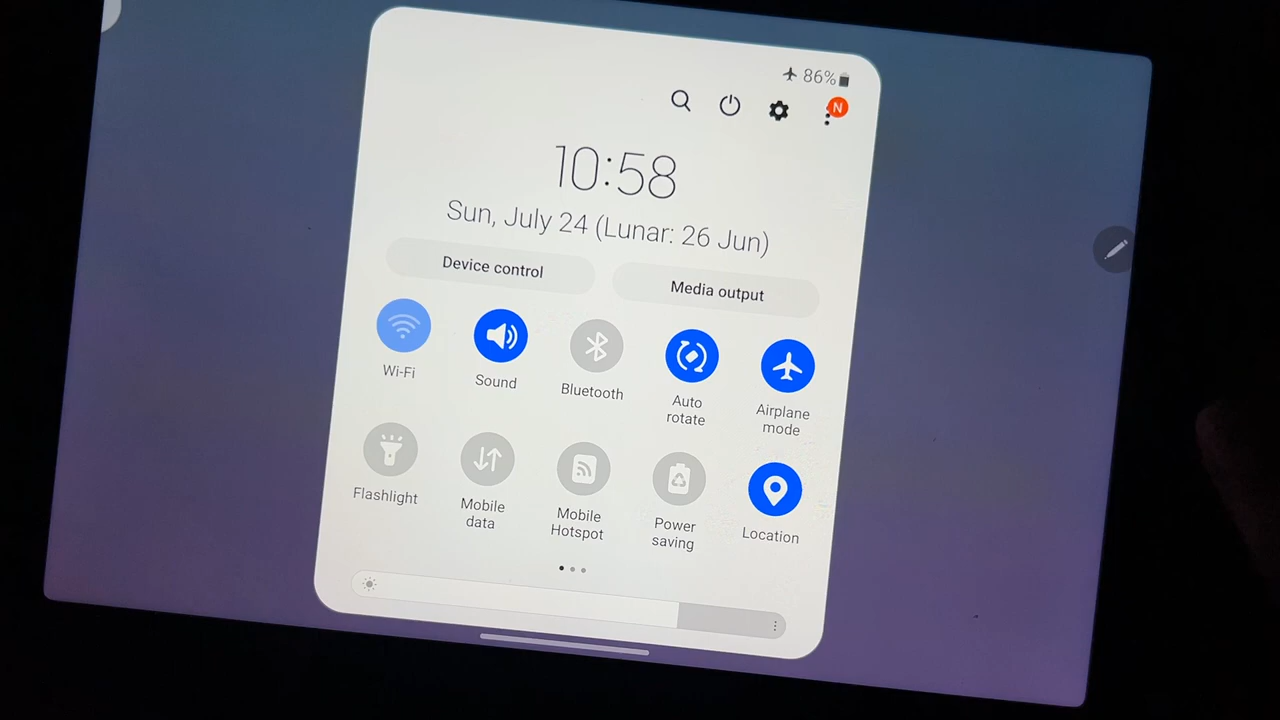 86%
N
10:58
Sun, July 24 (Lunar: 26 Jun)
Device control
Media output
Wi-Fi
Sound
Bluetooth
Auto
rotate
Airplane
mode
Flashlight
Mobile
data
Mobile
Hotspot
Power
saving
Location